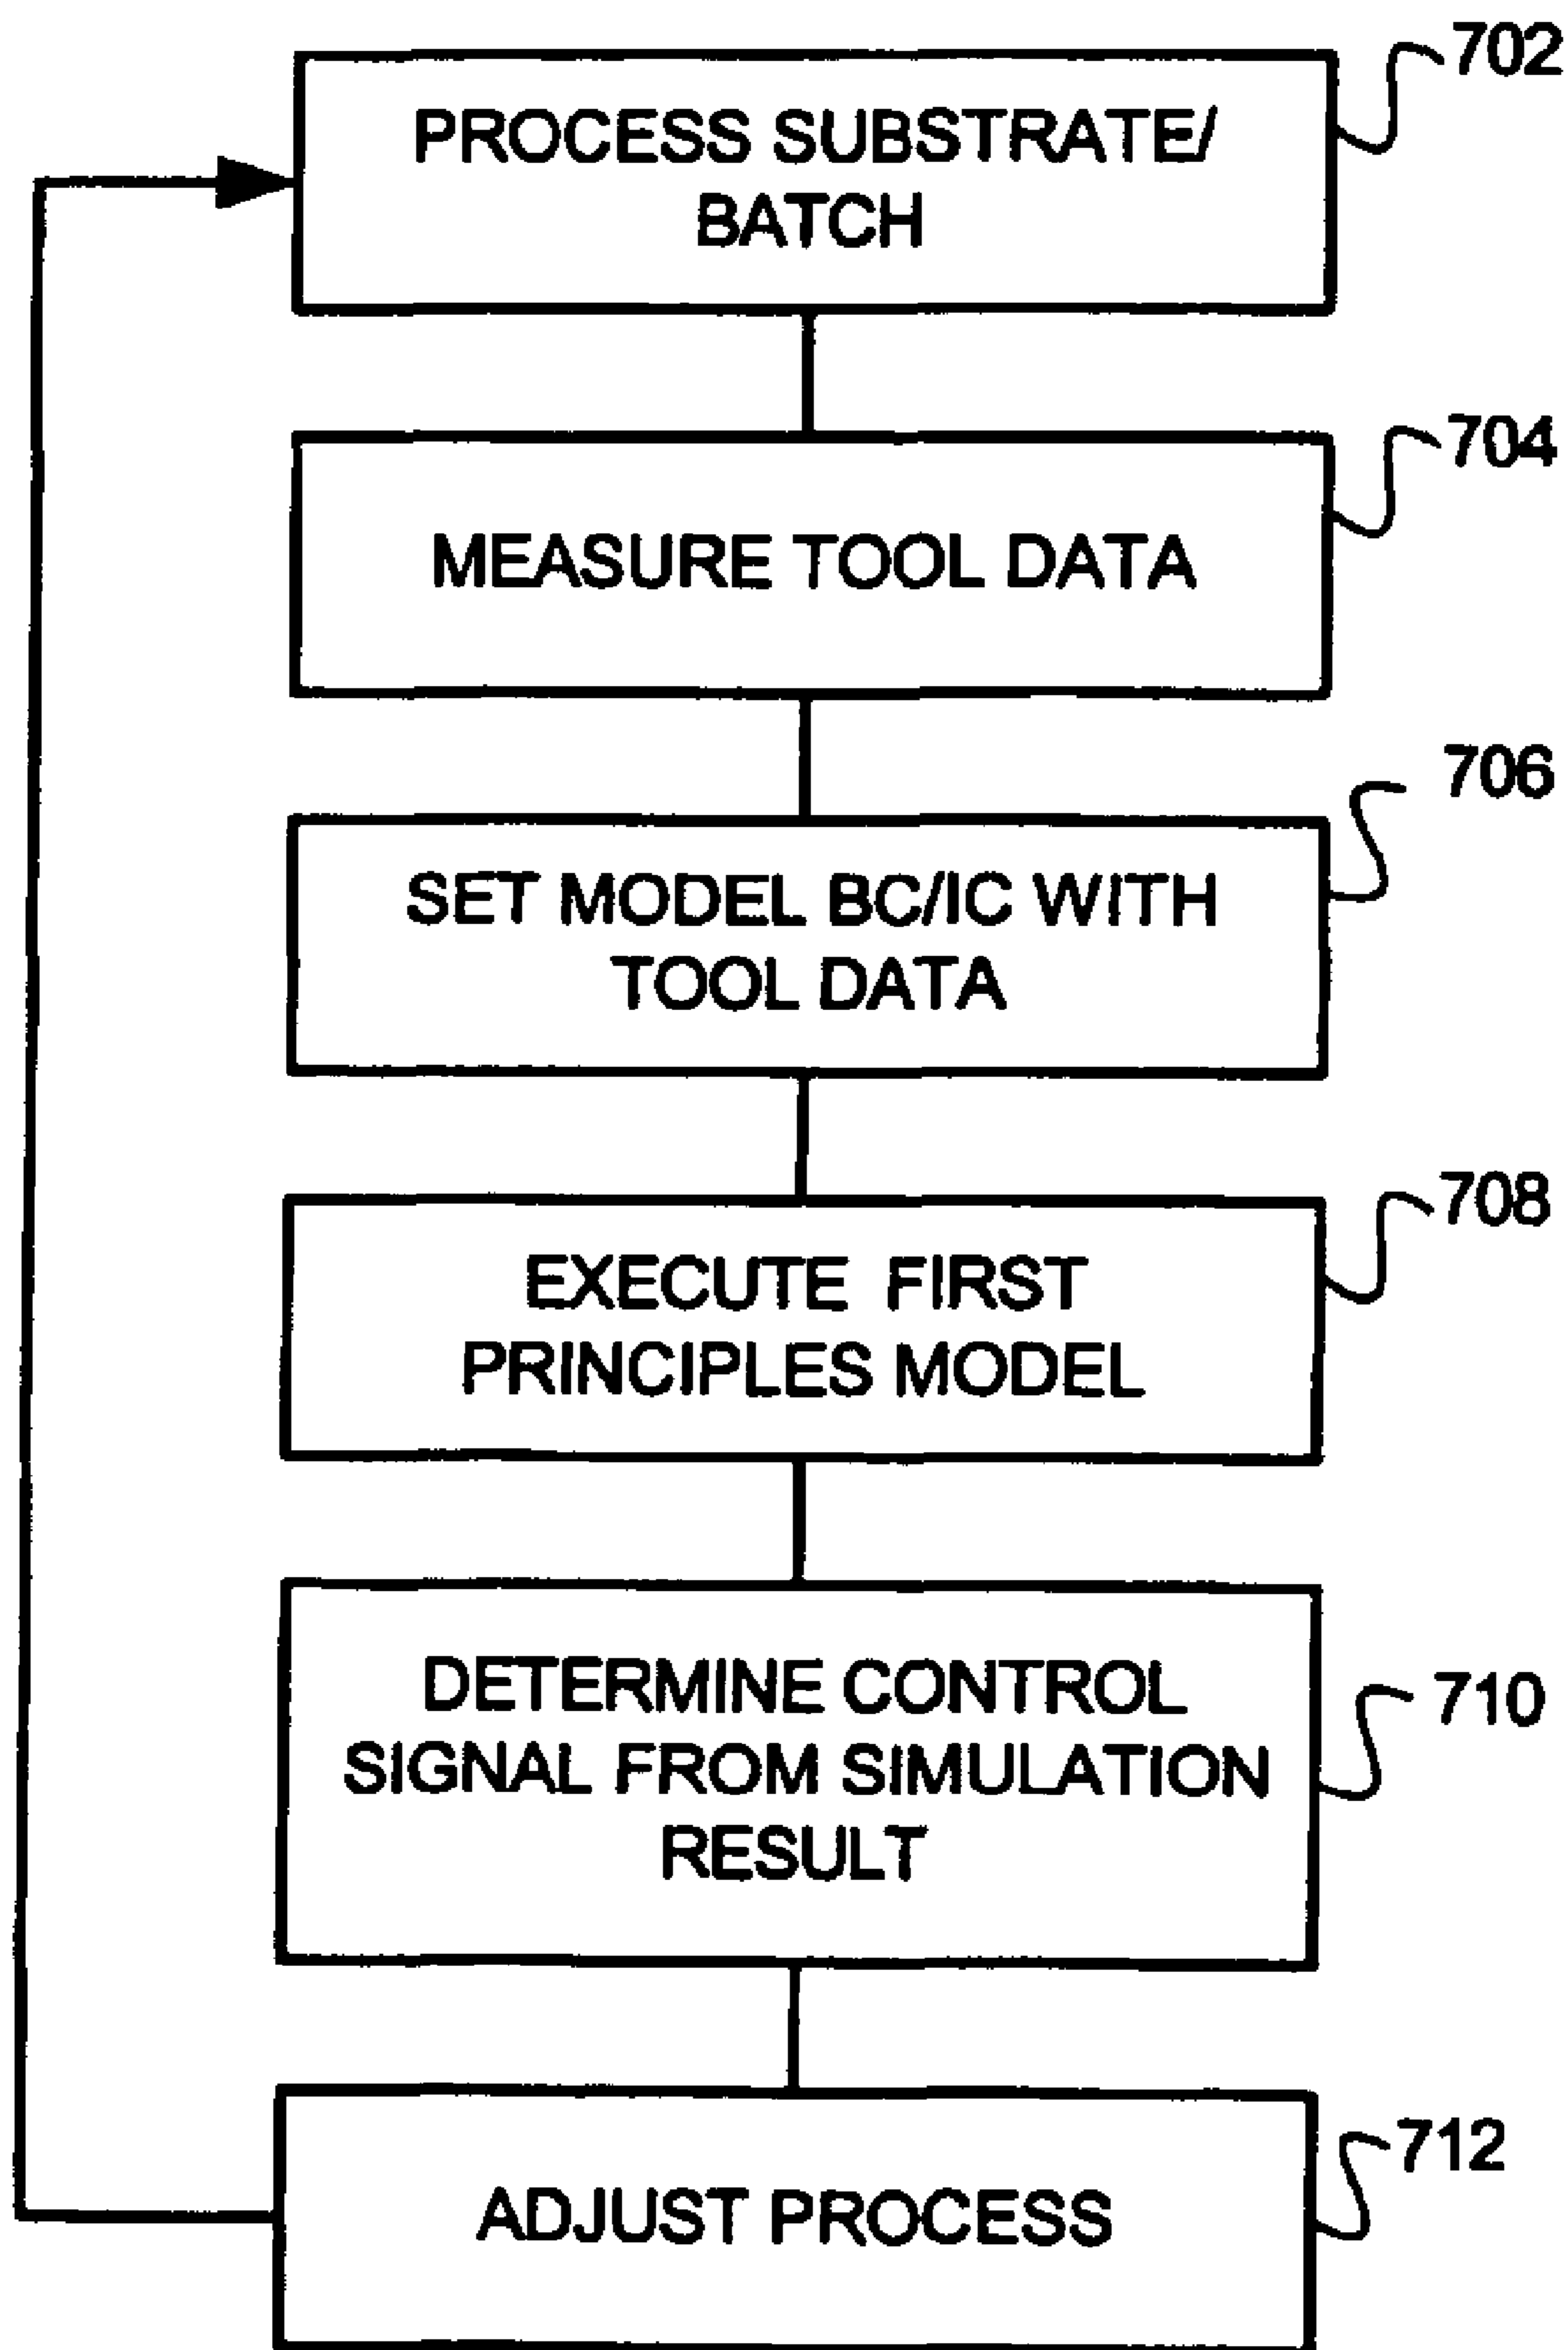 702
PROCESS SUBSTRATE/
BATCH
704
MEASURE TOOL DATA
706
SET MODEL BC/IC WITH
TOOL DATA
708
EXECUTE FIRST
PRINCIPLES MODEL
710
DETERMINE CONTROL
SIGNAL FROM SIMULATION
RESULT
712
ADJUST PROCESS